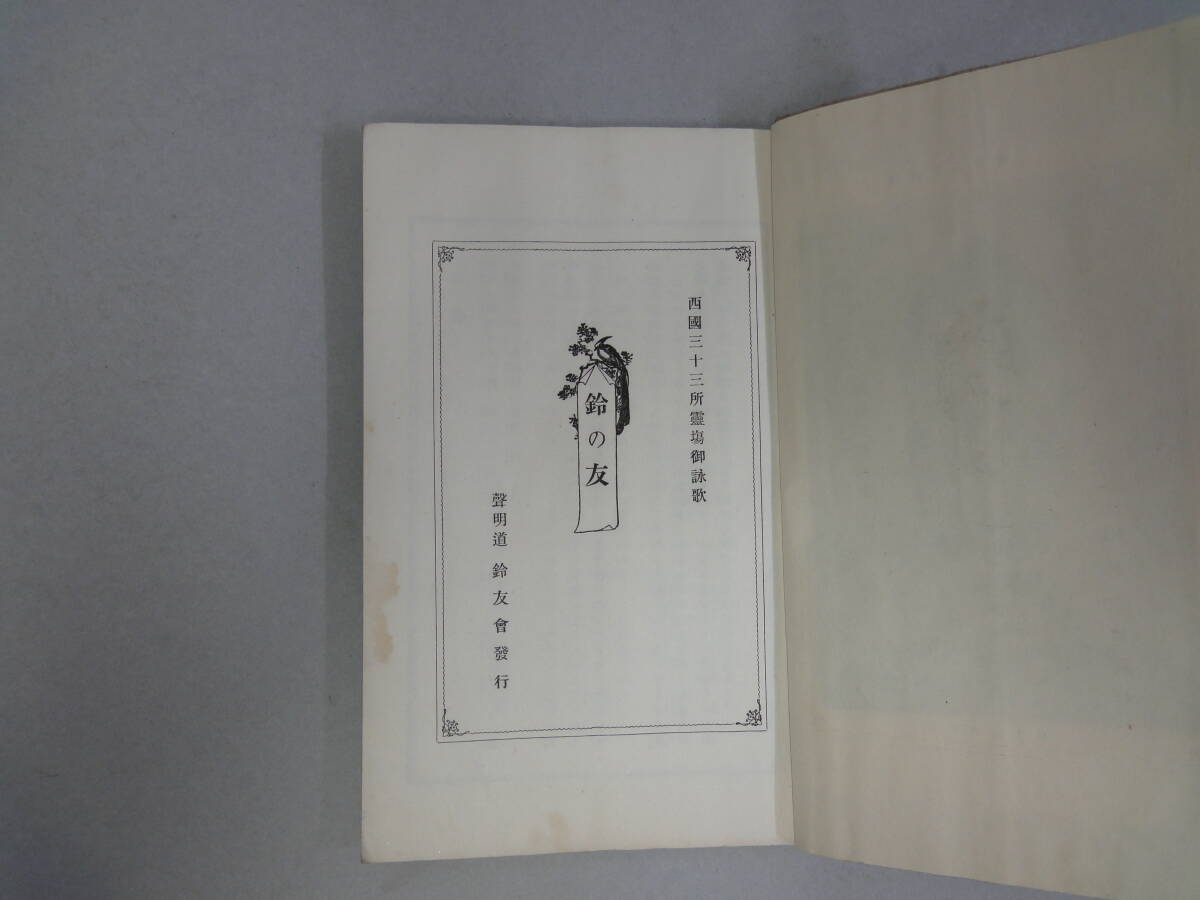 西國三十三所靈塲御詠歌
鈴の友
聲明道 鈴友會發行